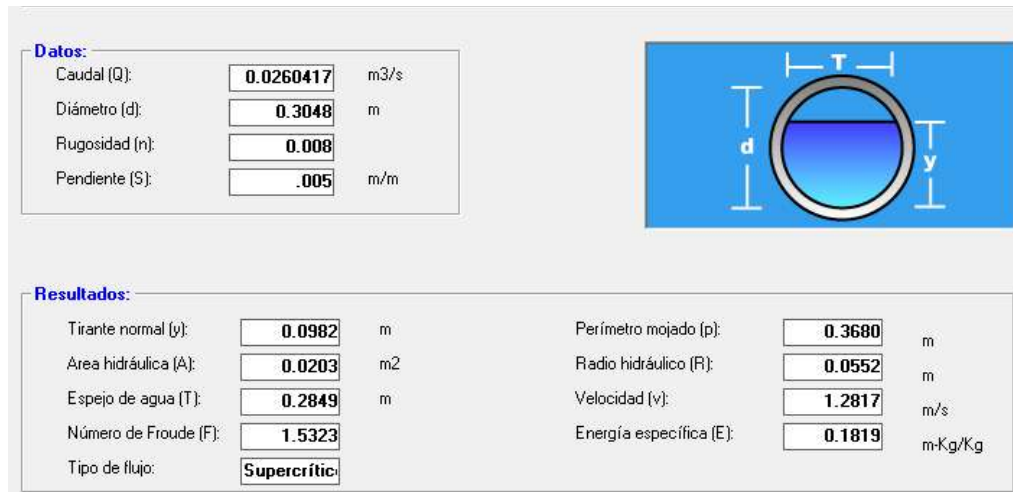 Datos:
Caudal (Q): 0.0260417 m3/s
Diámetro (d): 0.3048 m
Rugosidad (n): 0.008
Pendiente (S): .005 m/m
T
d
y
Resultados:
Tirante normal (y): 0.0982 m Perímetro mojado (p): 0.3680 m
Area hidráulica (A): 0.0203 m2 Radio hidráulico (R): 0.0552 m
Espejo de agua (T): 0.2849 m Velocidad (v): 1.2817 m/s
Número de Froude (F): 1.5323 Energía específica (E): 0.1819 m-Kg/Kg
Tipo de flujo: Supercrític